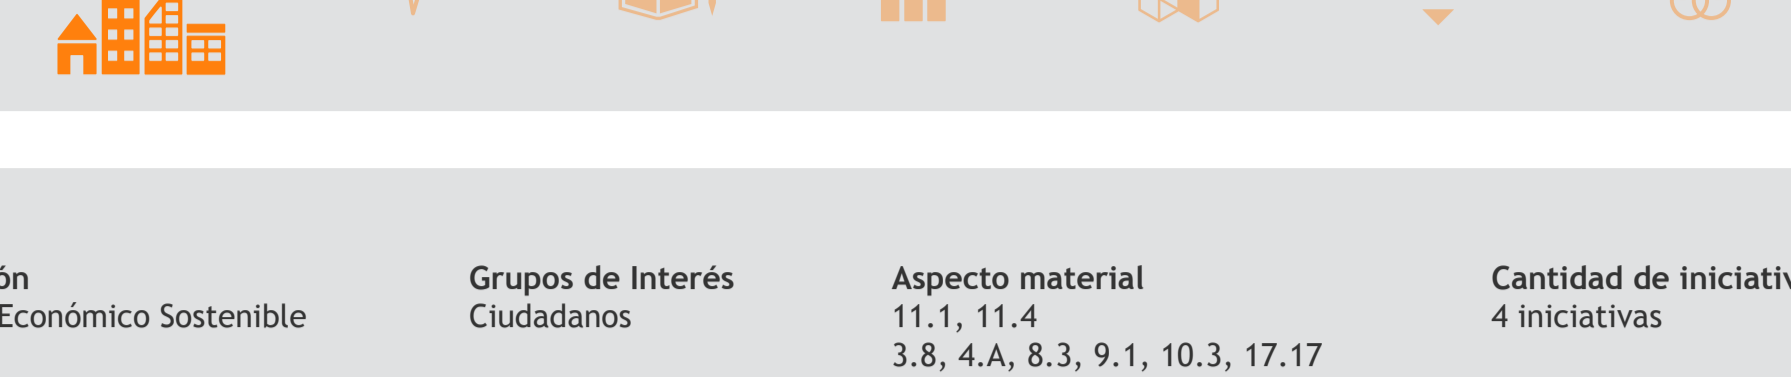 ón
Económico Sostenible
Grupos de Interés
Ciudadanos
Aspecto material
11.1, 11.4
3.8, 4.A, 8.3, 9.1, 10.3, 17.17
Cantidad de iniciativ
4 iniciativas